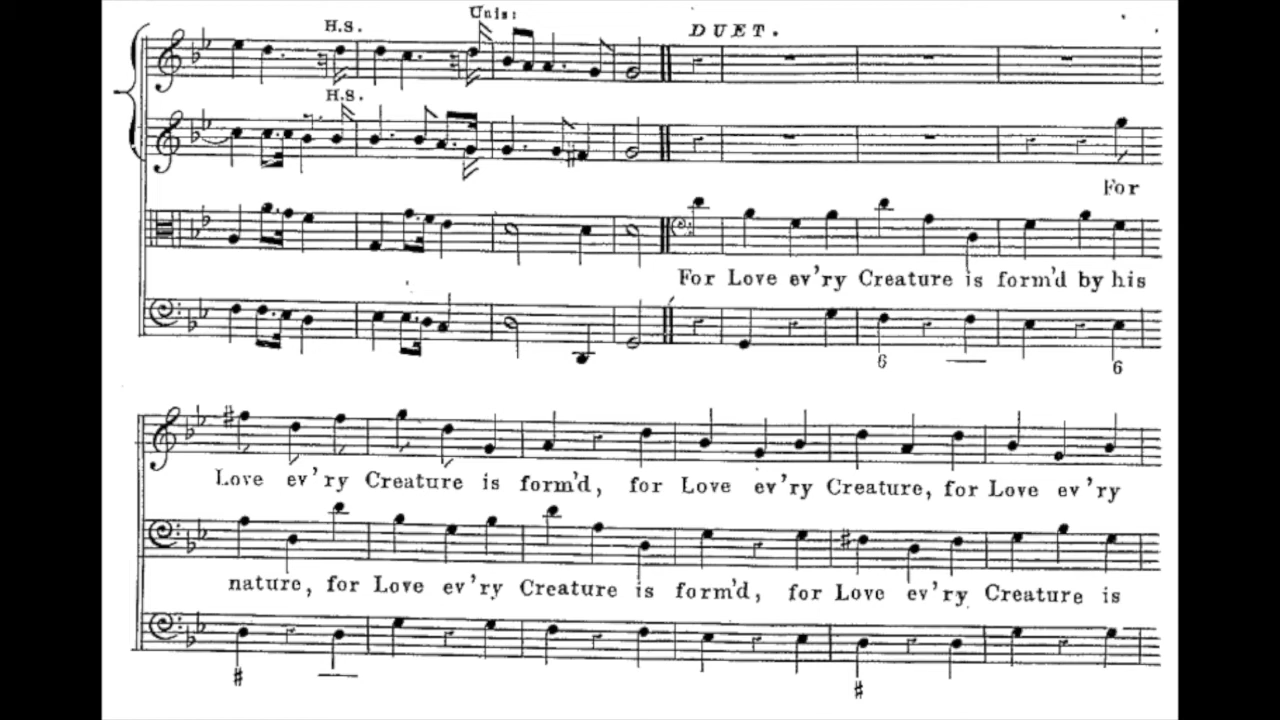 H.S. Unis:
DUET.
H.S.
For
For Love ev'ry Creature is form'd by his
6 6
Love ev'ry Creature is form'd, for Love ev'ry Creature, for Love ev'ry
nature, for Love ev'ry Creature is form'd, for Love ev'ry Creature is